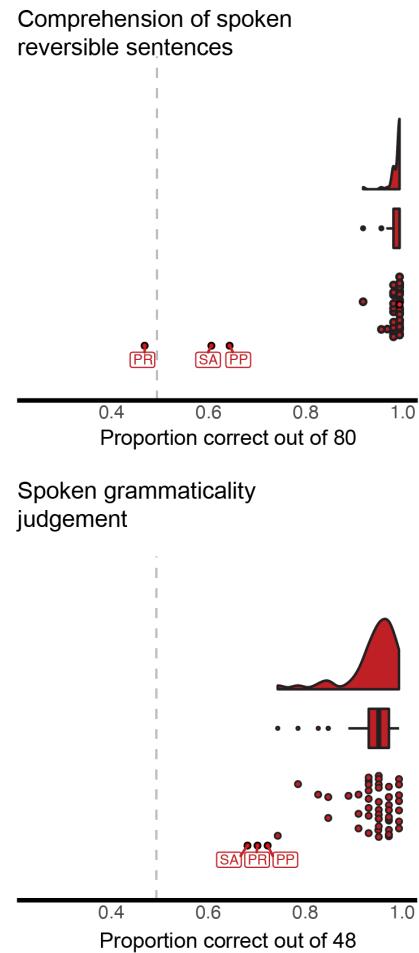 Comprehension of spoken
reversible sentences
PR SA PP
0.4 0.6 0.8 1.0
Proportion correct out of 80
Spoken grammaticality
judgement
SA PR PP
0.4 0.6 0.8 1.0
Proportion correct out of 48